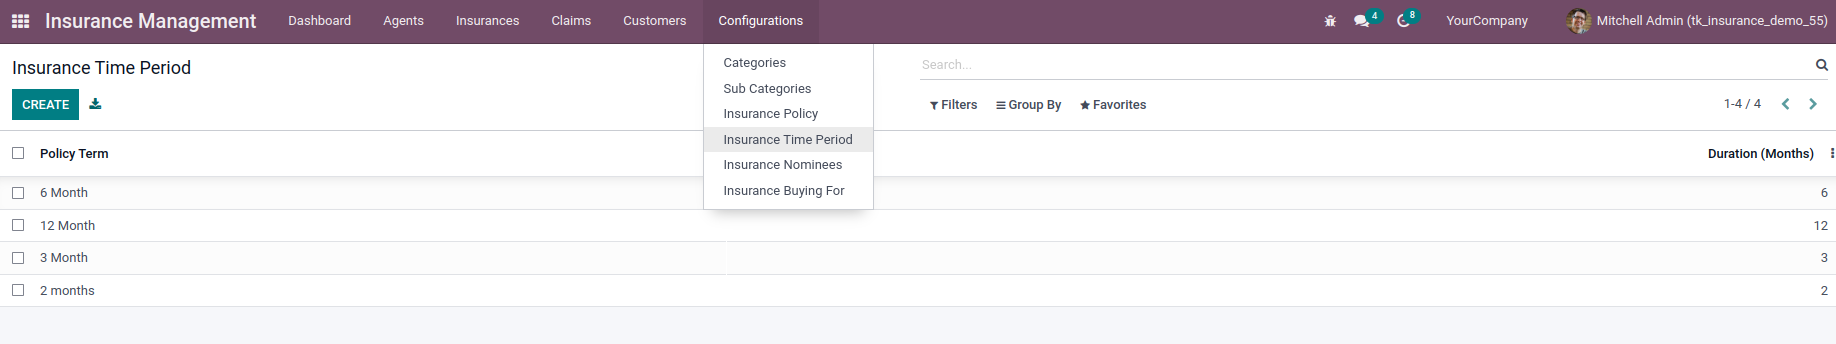 Insurance Management Dashboard Agents Insurances Claims Customers Configurations 4 8 YourCompany Mitchell Admin (tk_insurance_demo_55)
Insurance Time Period
CREATE
Categories
Sub Categories
Insurance Policy
Insurance Time Period
Insurance Nominees
Insurance Buying For
Search...
Filters Group By Favorites 1-4 / 4
Policy Term Duration (Months)
6 Month 6
12 Month 12
3 Month 3
2 months 2